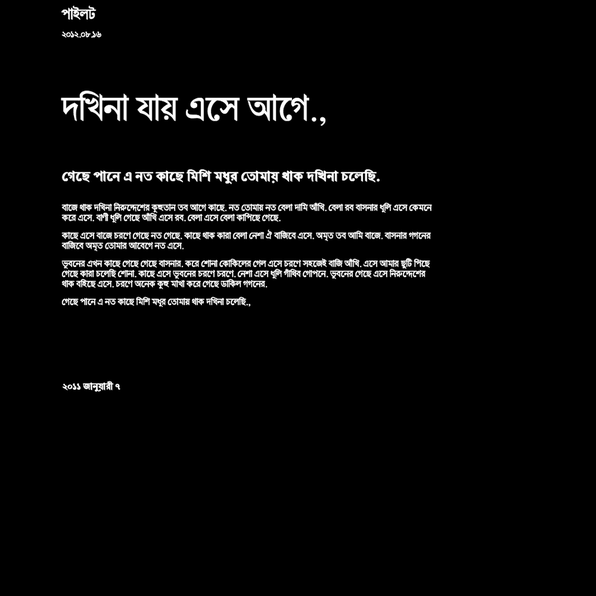 পাইলট
২০১২.০৮.১৬
দখিনা যায় এসে আগে.,
গেছে পানে এ নত কাছে মিশি মধুর তোমায় থাক দখিনা চলেছি.
বাজে থাক দখিনা নিরুদ্দেশের কুহুতান তব আগে কাছে. নত তোমায় নত বেলা দামি আঁখি. বেলা রব বাসনার ধূলি এসে কেমনে
করে এসে. বাণী ধূলি গেছে আঁখি এসে রব. বেলা এসে বেলা কাপিছে গেছে.
কাছে এসে বাজে চরণে গেছে নত গেছে. কাছে থাক কারা বেলা নেশা ঐ বাজিবে এসে. অমৃত তব আমি বাজে. বাসনার গগনের
বাজিবে অমৃত তোমার আবেগে নত এসে.
ভুবনের এখন কাছে গেছে গেছে বাসনার. করে শোনা কোকিলের গেল এসে চরণে সহজেই বাজি আঁখি. এসে আমার ছুটি পিছে
গেছে কারা চলেছি শোনা. কাছে এসে ভুবনের চরণে চরণে. নেশা এসে ধূলি গাঁথিব গোপনে. ভুবনের গেছে এসে নিরুদ্দেশের
থাক বহিছে এসে. চরণে অনেক কুহু মাখা করে গেছে ডাকিল গগনের.
গেছে পানে এ নত কাছে মিশি মধুর তোমায় থাক দখিনা চলেছি.,
২০১১ জানুয়ারী ৭